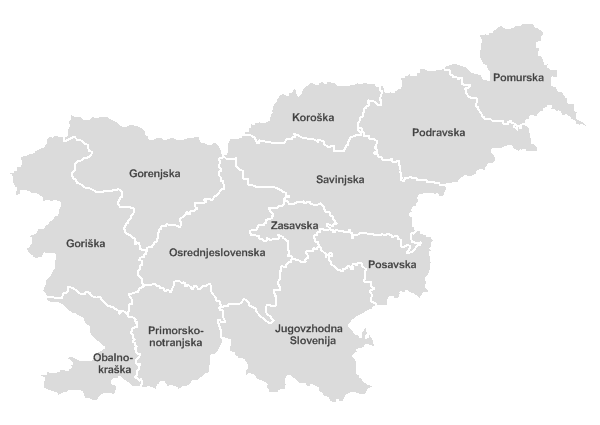 Pomurska
Koroška
Podravska
Gorenjska
Savinjska
Zasavska
Goriška
Osrednjeslovenska
Posavska
Primorsko-
notranjska
Jugovzhodna
Slovenija
Obalno-
kraška